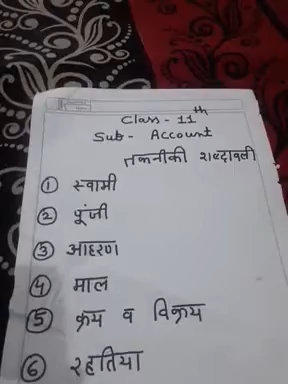 Class - 11th
Sub - Account
तकनीकी शब्दावली
① स्वामी
② पूंजी
③ आहरण
④ माल
⑤ क्रय व विक्रय
⑥ रहतिया